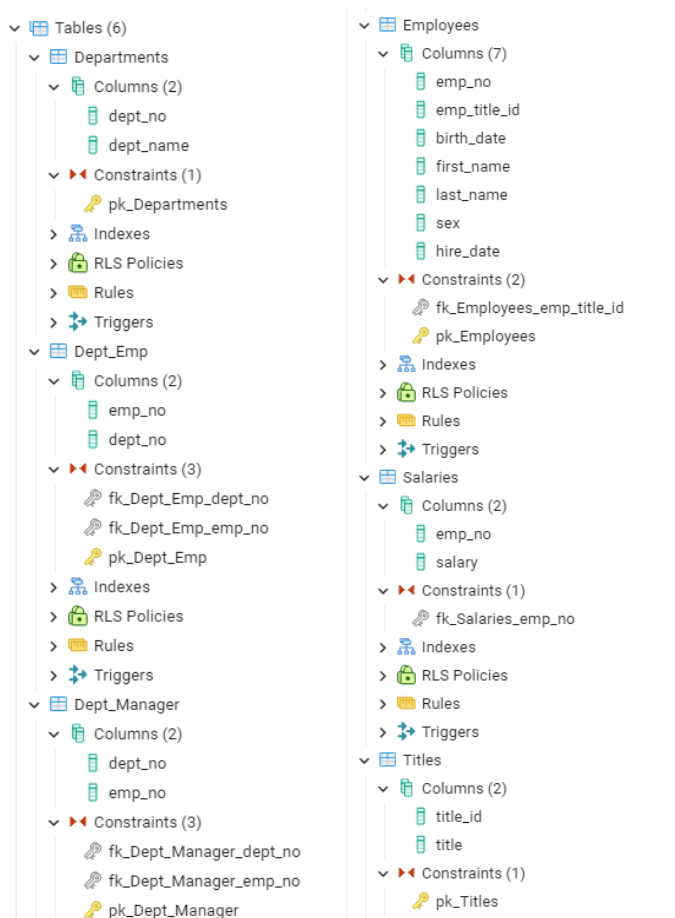 Tables (6)
Departments
Columns (2)
dept_no
dept_name
Constraints (1)
pk_Departments
Indexes
RLS Policies
Rules
Triggers
Dept_Emp
Columns (2)
emp_no
dept_no
Constraints (3)
fk_Dept_Emp_dept_no
fk_Dept_Emp_emp_no
pk_Dept_Emp
Indexes
RLS Policies
Rules
Triggers
Dept_Manager
Columns (2)
dept_no
emp_no
Constraints (3)
fk_Dept_Manager_dept_no
fk_Dept_Manager_emp_no
pk_Dept_Manager
Employees
Columns (7)
emp_no
emp_title_id
birth_date
first_name
last_name
sex
hire_date
Constraints (2)
fk_Employees_emp_title_id
pk_Employees
Indexes
RLS Policies
Rules
Triggers
Salaries
Columns (2)
emp_no
salary
Constraints (1)
fk_Salaries_emp_no
Indexes
RLS Policies
Rules
Triggers
Titles
Columns (2)
title_id
title
Constraints (1)
pk_Titles